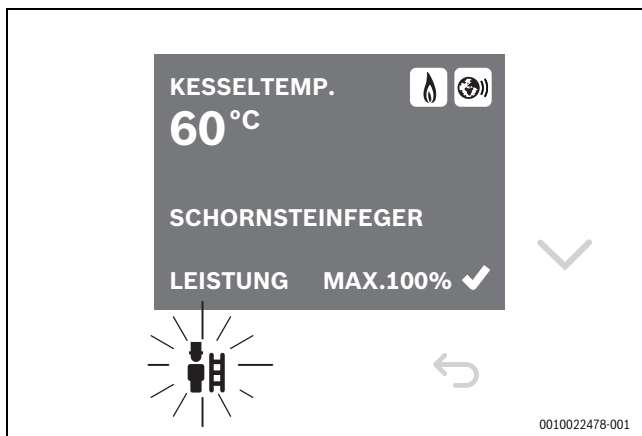 KESSELTEMP.
60°C
SCHORNSTEINFEGER
LEISTUNG MAX.100%
0010022478-001